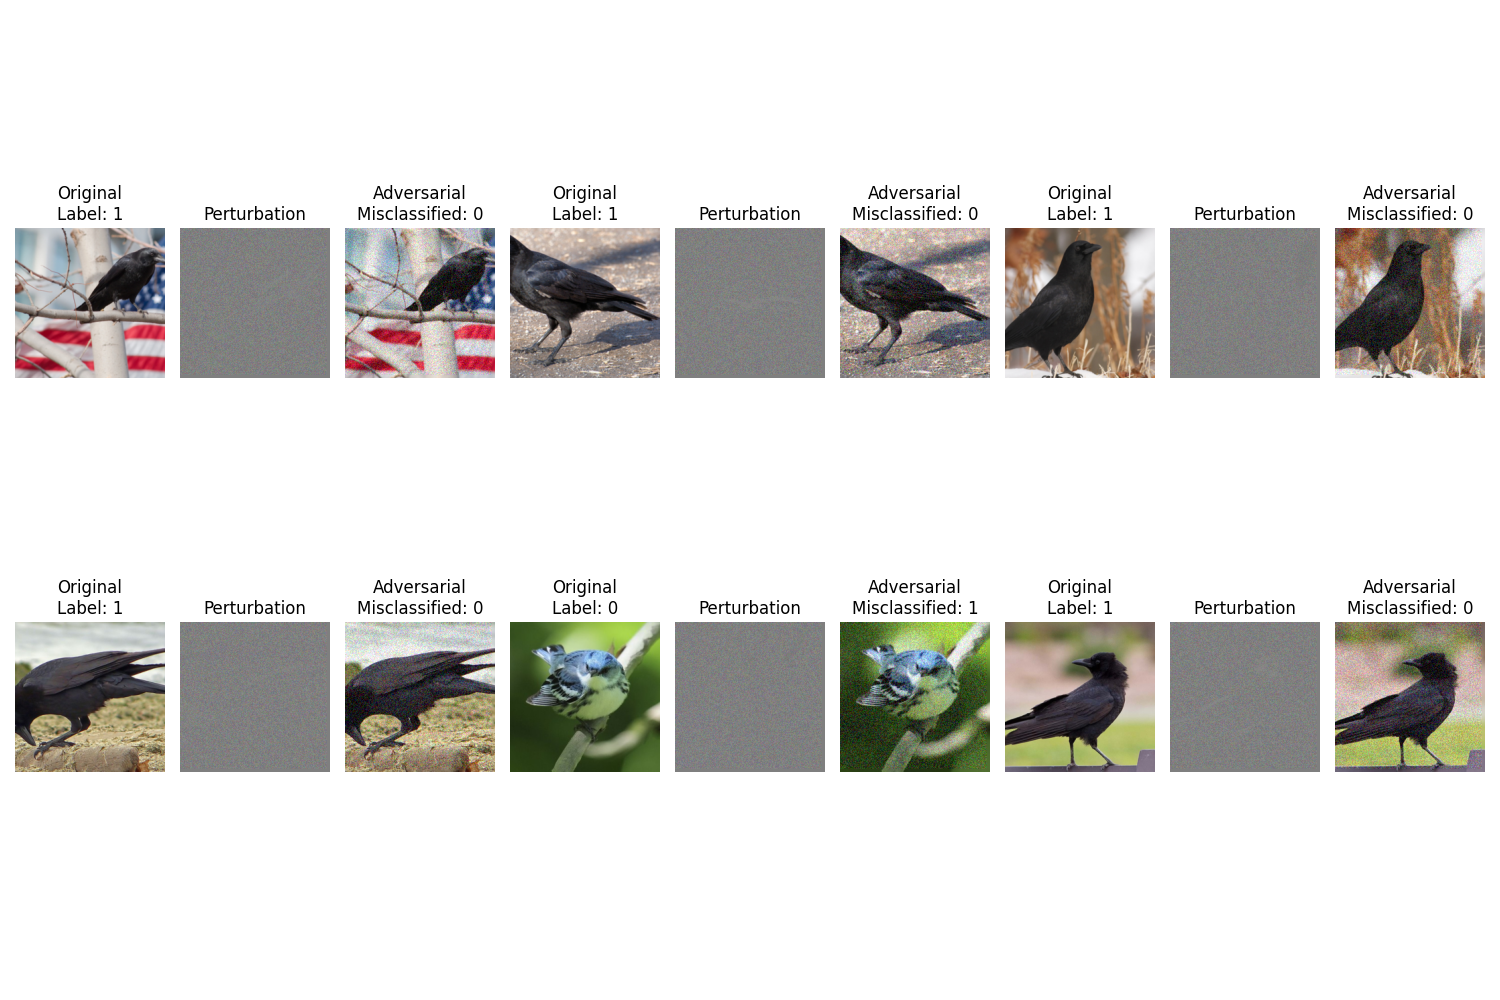 Original
Label: 1
Perturbation
Adversarial
Misclassified: 0
Original
Label: 1
Perturbation
Adversarial
Misclassified: 0
Original
Label: 1
Perturbation
Adversarial
Misclassified: 0
Original
Label: 1
Perturbation
Adversarial
Misclassified: 0
Original
Label: 0
Perturbation
Adversarial
Misclassified: 1
Original
Label: 1
Perturbation
Adversarial
Misclassified: 0